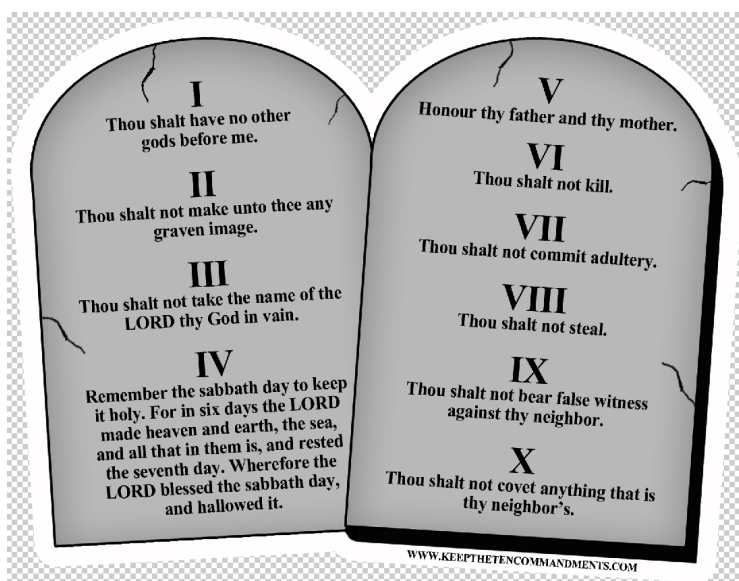 I
Thou shalt have no other
gods before me.
II
Thou shalt not make unto thee any
graven image.
III
Thou shalt not take the name of the
LORD thy God in vain.
IV
Remember the sabbath day to keep
it holy. For in six days the LORD
made heaven and earth, the sea,
and all that in them is, and rested
the seventh day. Wherefore the
LORD blessed the sabbath day,
and hallowed it.
V
Honour thy father and thy mother.
VI
Thou shalt not kill.
VII
Thou shalt not commit adultery.
VIII
Thou shalt not steal.
IX
Thou shalt not bear false witness
against thy neighbor.
X
Thou shalt not covet anything that is
thy neighbor's.
WWW.KEEPTHETENCOMMANDMENTS.COM